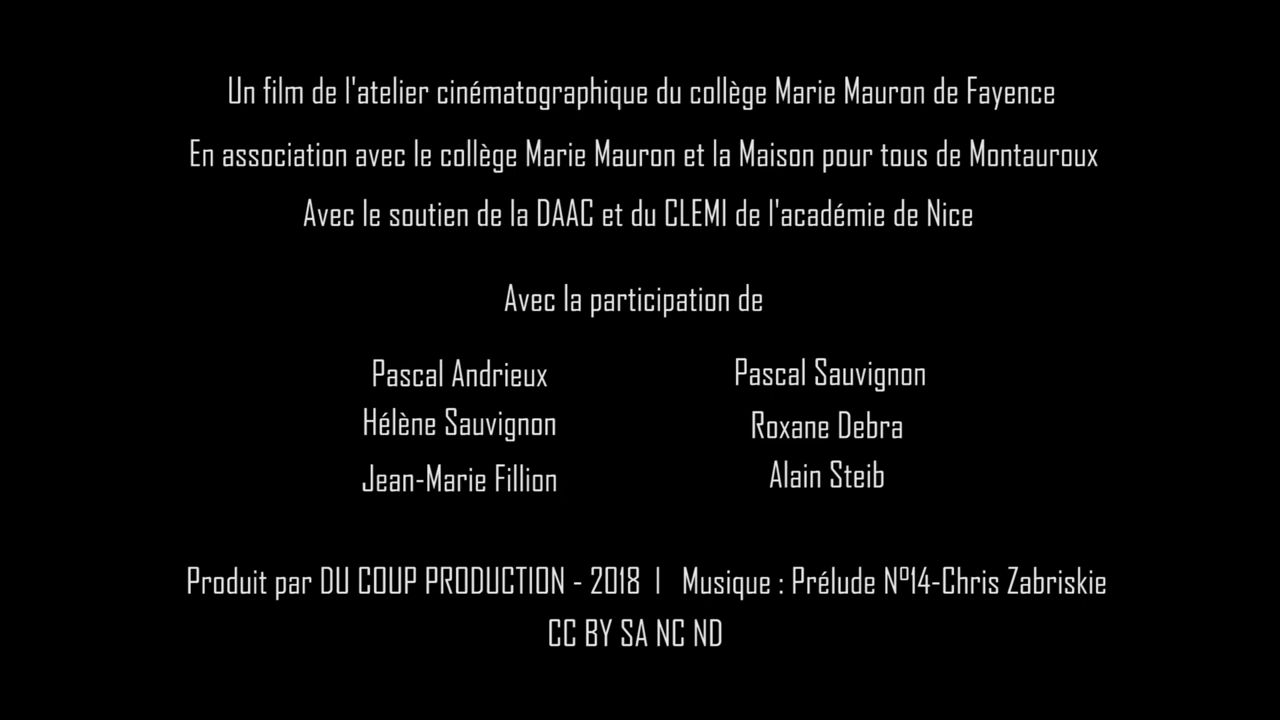 Un film de l'atelier cinématographique du collège Marie Mauron de Fayence
En association avec le collège Marie Mauron et la Maison pour tous de Montauroux
Avec le soutien de la DAAC et du CLEMI de l'académie de Nice
Avec la participation de
Pascal Andrieux Pascal Sauvignon
Hélène Sauvignon Roxane Debra
Jean-Marie Fillion Alain Steib
Produit par DU COUP PRODUCTION - 2018 | Musique : Prélude Nº14-Chris Zabriskie
CC BY SA NC ND